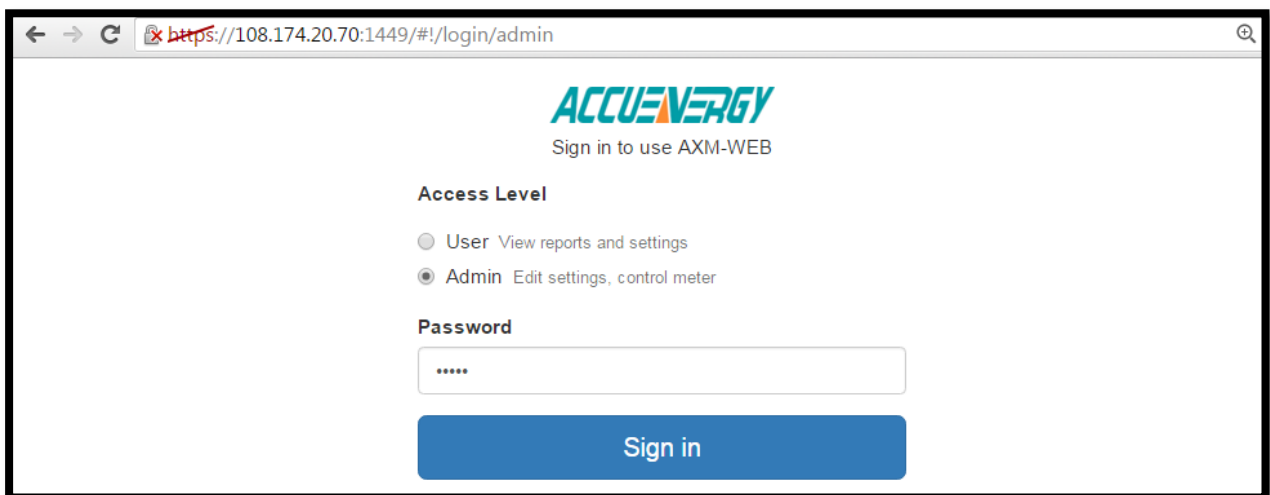 https://108.174.20.70:1449/#!/login/admin
ACCUENERGY
Sign in to use AXM-WEB
Access Level
User View reports and settings
Admin Edit settings, control meter
Password
•••••
Sign in